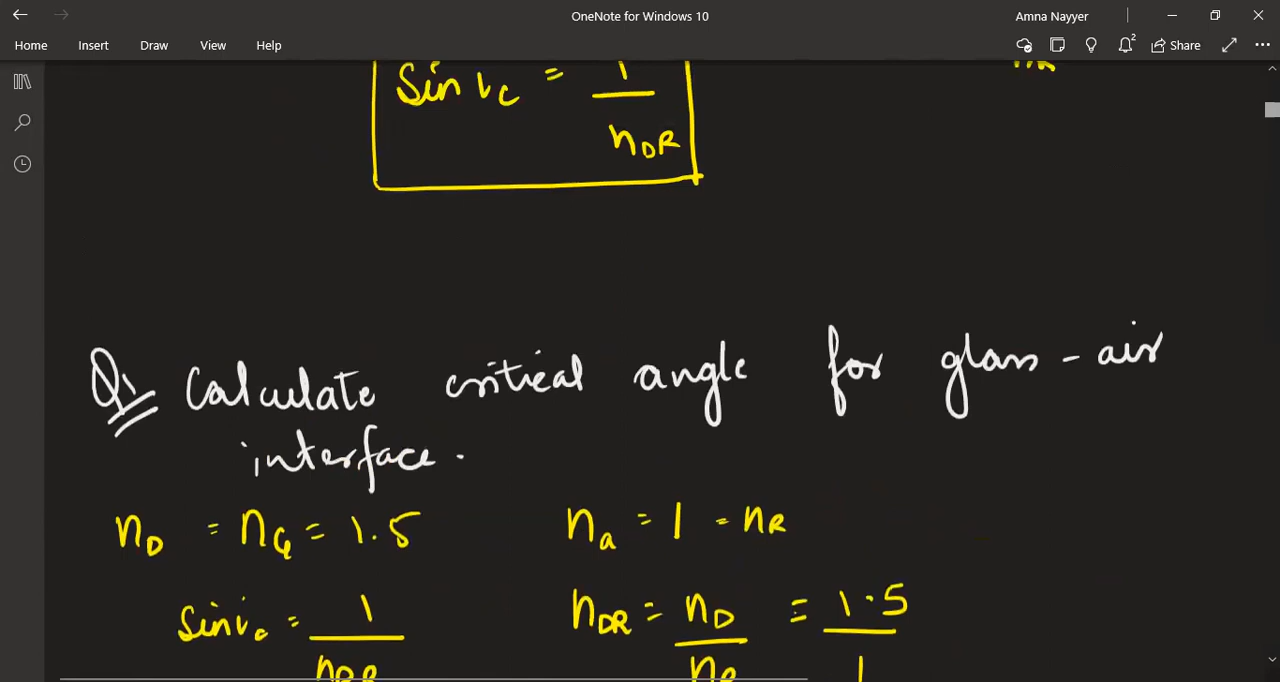 OneNote for Windows 10
Amna Nayyer
Home Insert Draw View Help
2
Share
Sin ic = 1
nDR
Q1 Calculate critical angle for glass - air
interface.
nD = nG = 1.5
na = 1 = nR
sin ic = 1
nDR
nDR = nD = 1.5
nR 1